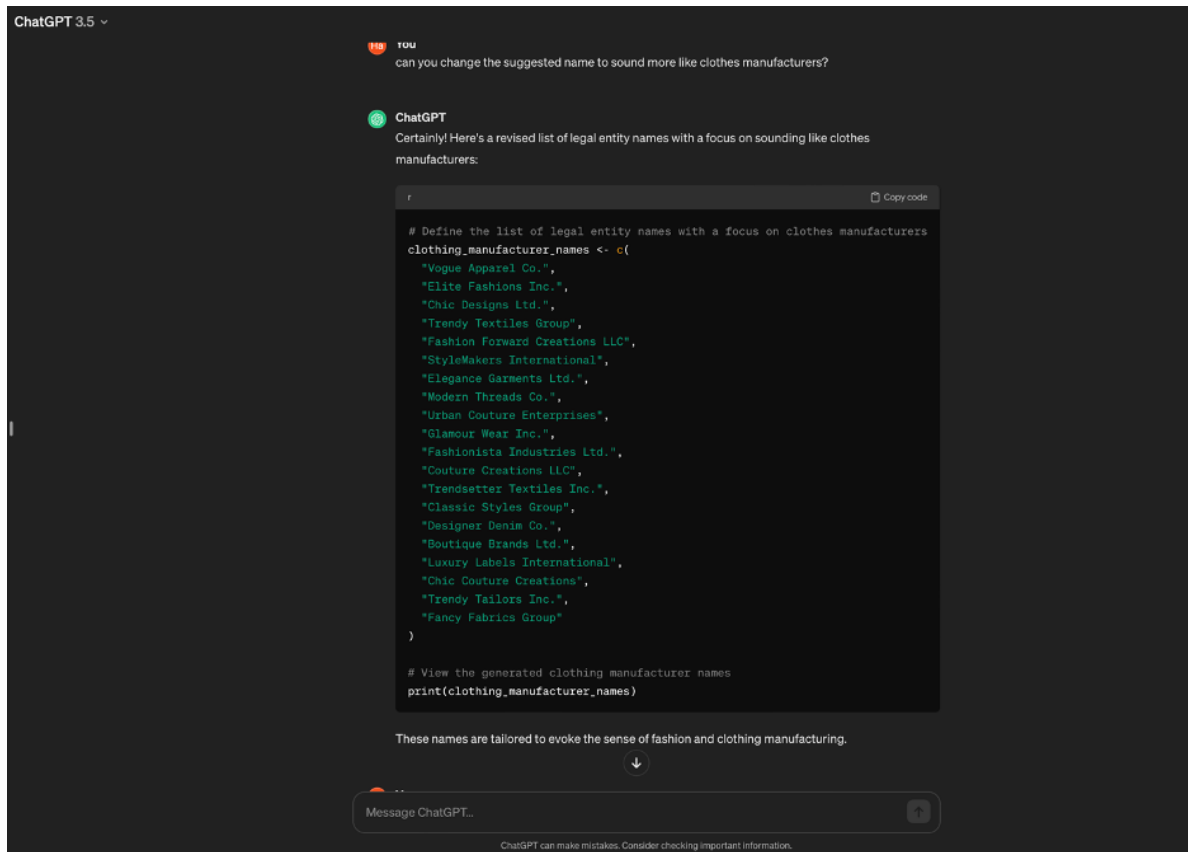 ChatGPT 3.5
You
can you change the suggested name to sound more like clothes manufacturers?
ChatGPT
Certainly! Here's a revised list of legal entity names with a focus on sounding like clothes
manufacturers:
r
Copy code
# Define the list of legal entity names with a focus on clothes manufacturers
clothing_manufacturer_names <- c(
"Vogue Apparel Co.",
"Elite Fashions Inc.",
"Chic Designs Ltd.",
"Trendy Textiles Group",
"Fashion Forward Creations LLC",
"StyleMakers International",
"Elegance Garments Ltd.",
"Modern Threads Co.",
"Urban Couture Enterprises",
"Glamour Wear Inc.",
"Fashionista Industries Ltd.",
"Couture Creations LLC",
"Trendsetter Textiles Inc.",
"Classic Styles Group",
"Designer Denim Co.",
"Boutique Brands Ltd.",
"Luxury Labels International",
"Chic Couture Creations",
"Trendy Tailors Inc.",
"Fancy Fabrics Group"
)
# View the generated clothing manufacturer names
print(clothing_manufacturer_names)
These names are tailored to evoke the sense of fashion and clothing manufacturing.
Message ChatGPT...
ChatGPT can make mistakes. Consider checking important information.